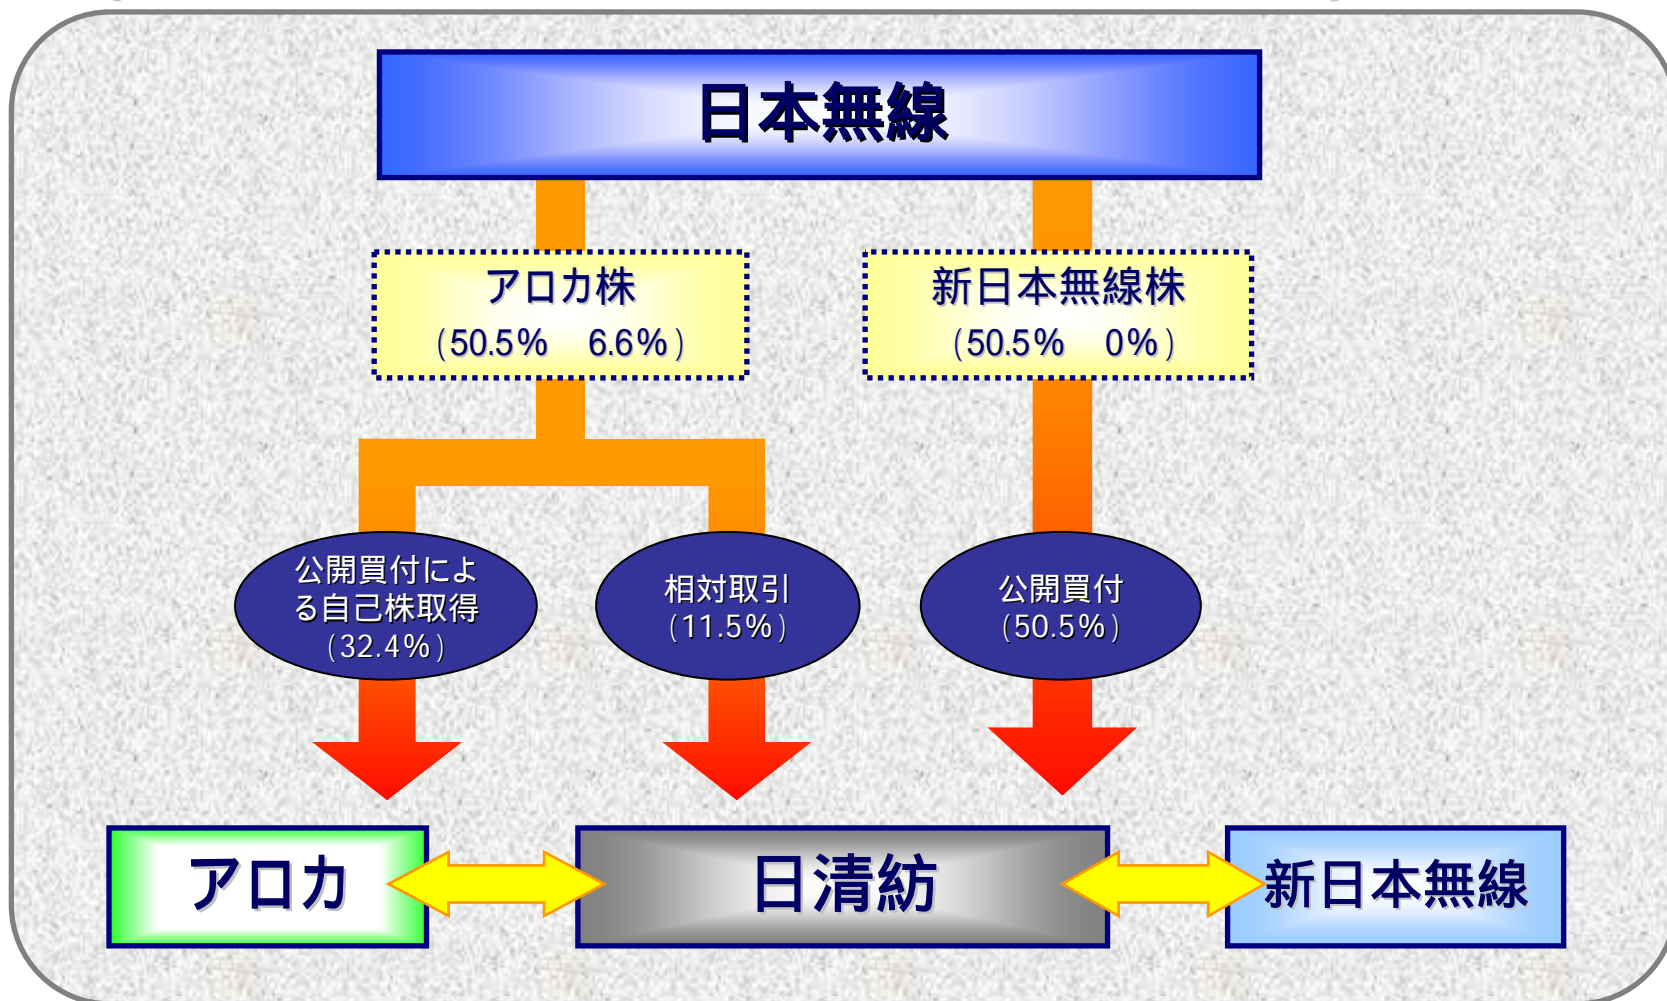 日本無線
アロカ株
(50.5%　6.6%)
新日本無線株
(50.5%　0%)
公開買付によ
る自己株取得
(32.4%)
相対取引
(11.5%)
公開買付
(50.5%)
アロカ
日清紡
新日本無線